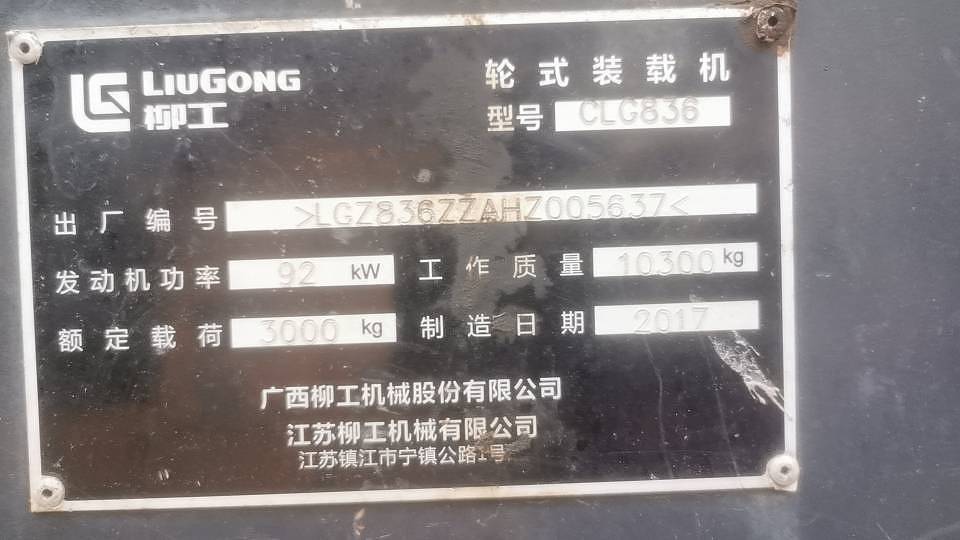 LIUGONG
柳工
轮式装载机
型号 CLG836
出厂编号 >LGZ836ZZAHZ005637<
发动机功率 92 kW 工作质量 10300 kg
额定载荷 3000 kg 制造日期 2017
广西柳工机械股份有限公司
江苏柳工机械有限公司
江苏镇江市宁镇公路1号